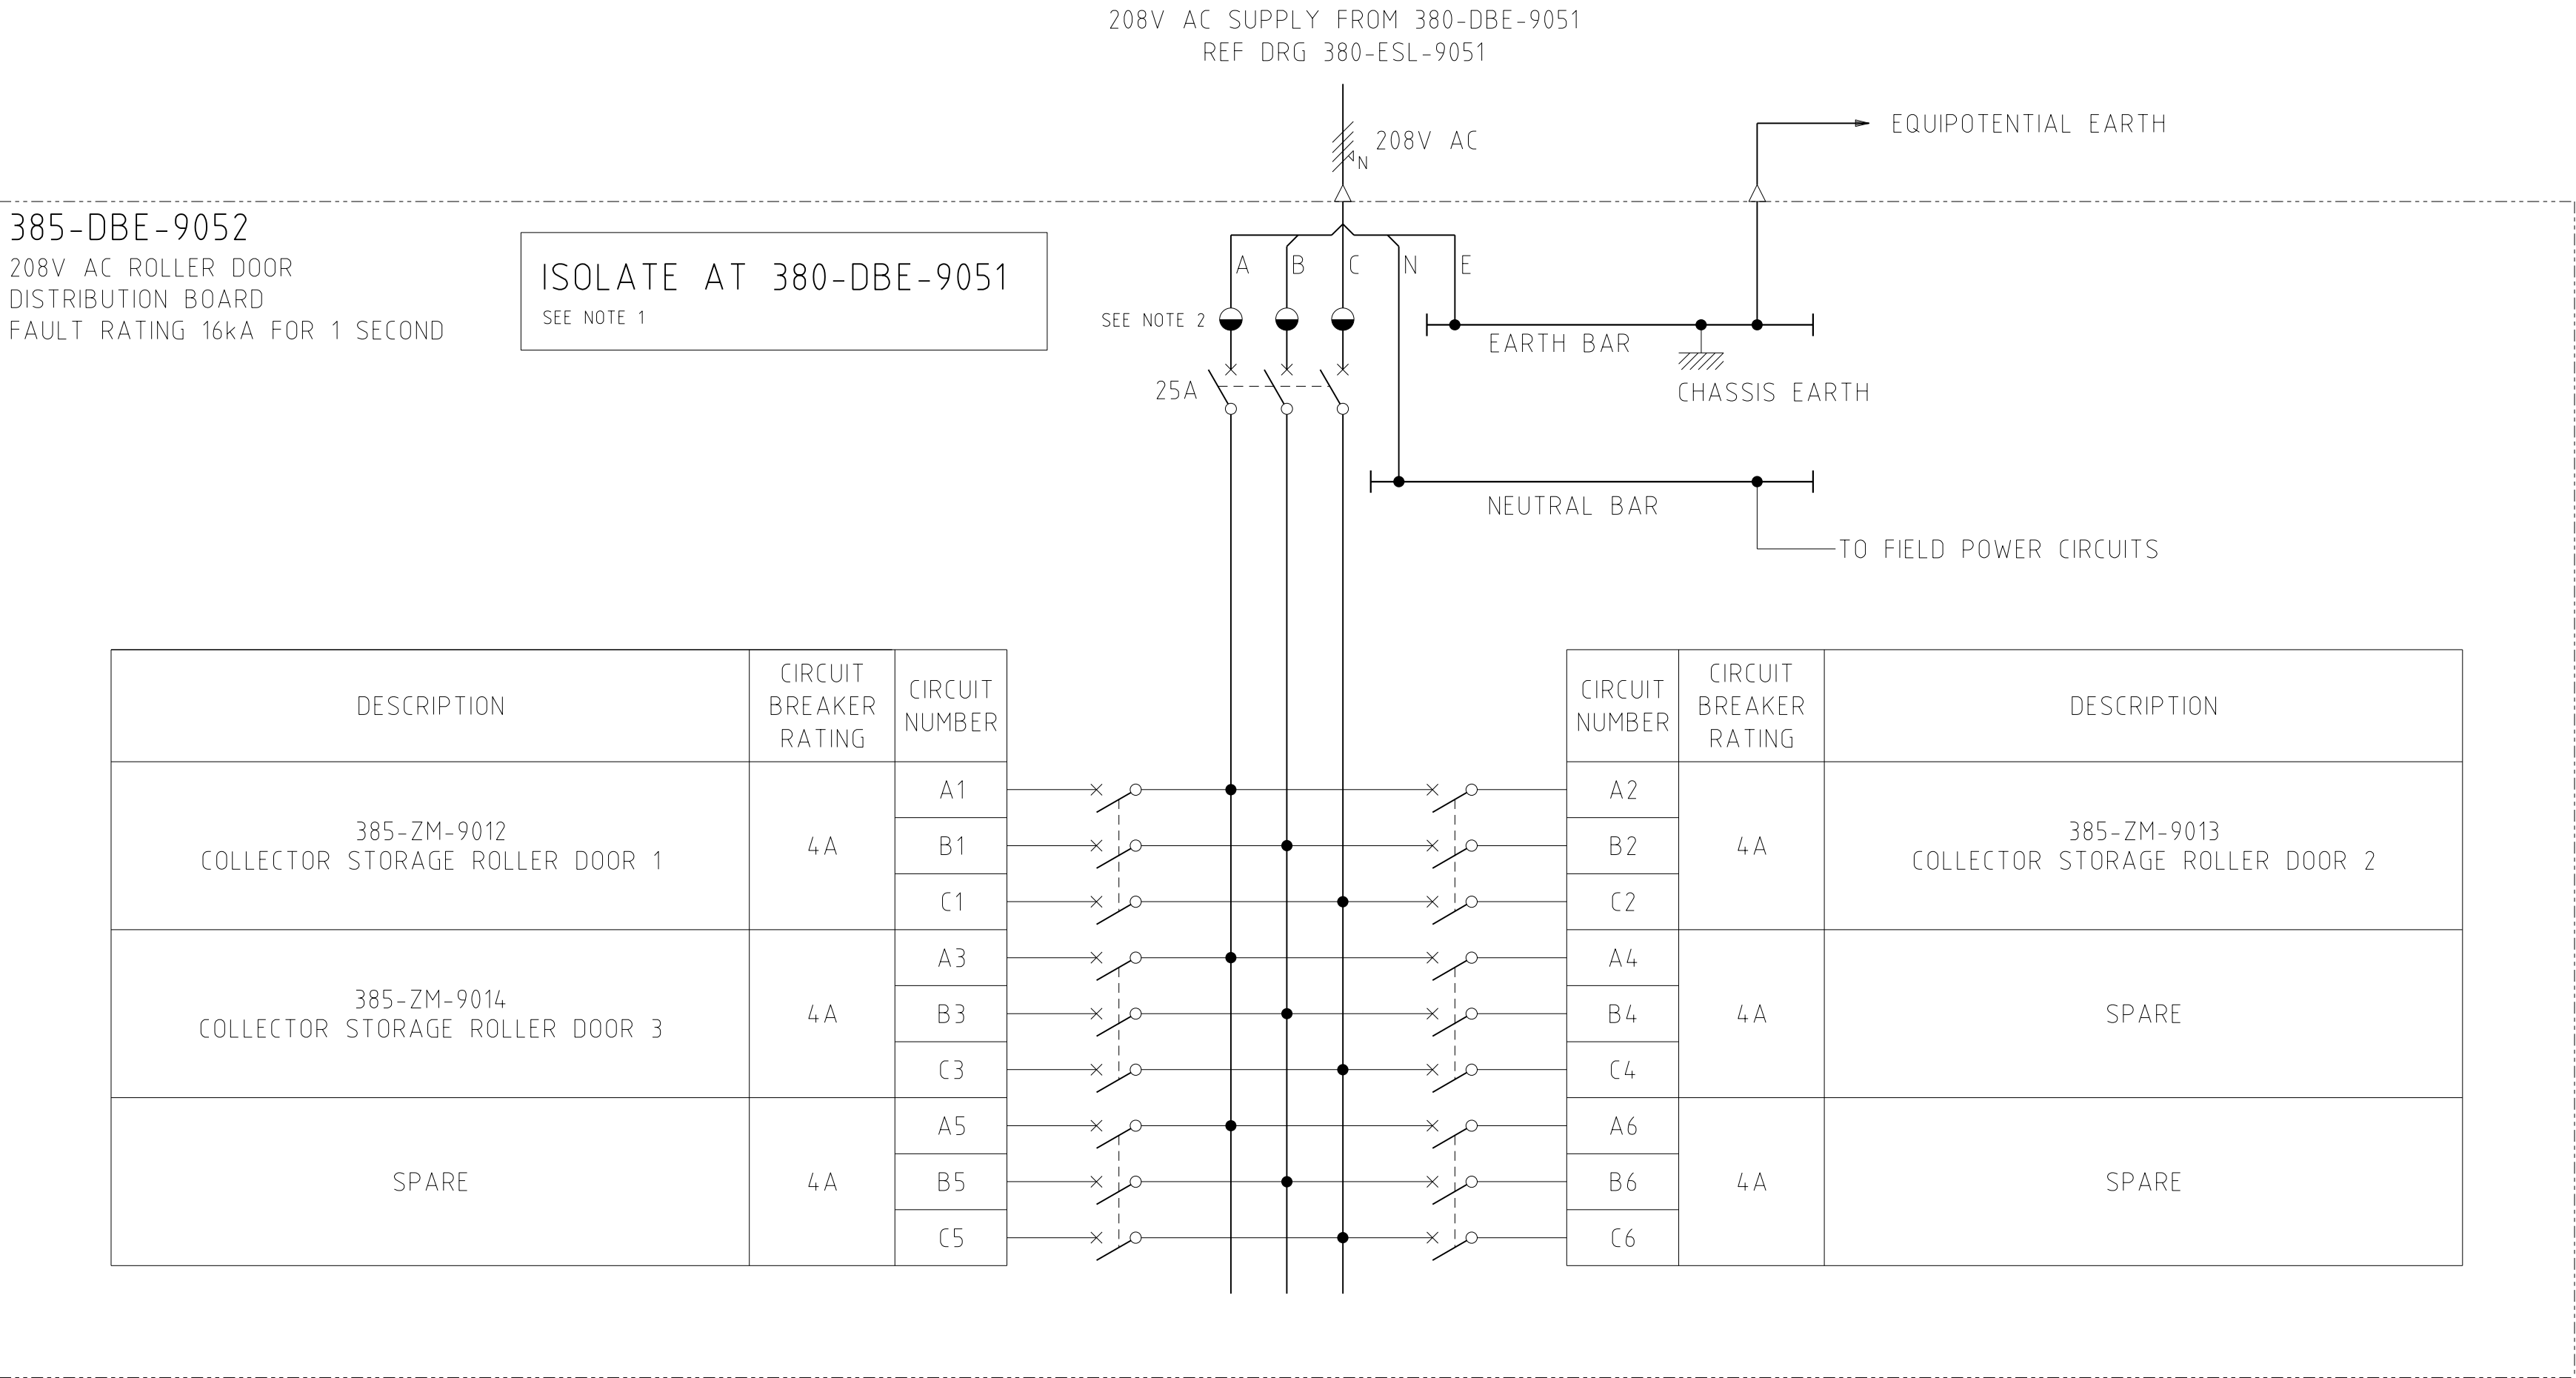 208V AC SUPPLY FROM 380-DBE-9051
REF DRG 380-ESL-9051
208V AC
N
EQUIPOTENTIAL EARTH
385-DBE-9052
208V AC ROLLER DOOR
DISTRIBUTION BOARD
FAULT RATING 16kA FOR 1 SECOND
ISOLATE AT 380-DBE-9051
SEE NOTE 1
A B C N E
SEE NOTE 2
25A
EARTH BAR
CHASSIS EARTH
NEUTRAL BAR
TO FIELD POWER CIRCUITS
DESCRIPTION
CIRCUIT
BREAKER
RATING
CIRCUIT
NUMBER
385-ZM-9012
COLLECTOR STORAGE ROLLER DOOR 1
4A
A1
B1
C1
385-ZM-9014
COLLECTOR STORAGE ROLLER DOOR 3
4A
A3
B3
C3
SPARE
4A
A5
B5
C5
CIRCUIT
NUMBER
CIRCUIT
BREAKER
RATING
DESCRIPTION
A2
B2
C2
4A
385-ZM-9013
COLLECTOR STORAGE ROLLER DOOR 2
A4
B4
C4
4A
SPARE
A6
B6
C6
4A
SPARE